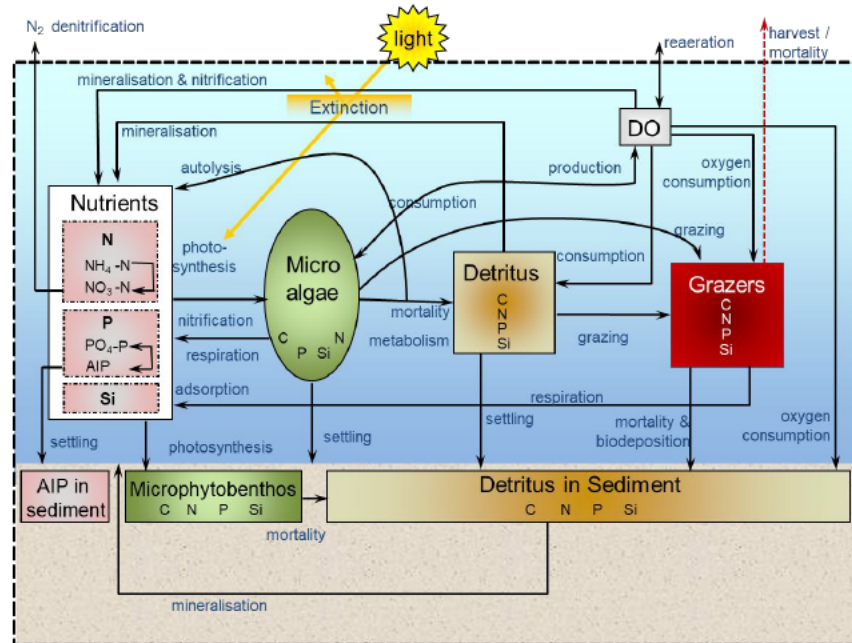 N₂ denitrification
light
reaeration
harvest /
mortality
mineralisation & nitrification
Extinction
mineralisation
DO
autolysis
production
oxygen
consumption
consumption
Nutrients
grazing
N
NH₄ -N
NO₃ -N
photo-
synthesis
Micro
algae
C P Si N
consumption
Detritus
C
N
P
Si
Grazers
C
N
P
Si
mortality
metabolism
grazing
P
PO₄-P
AIP
nitrification
respiration
Si
adsorption
respiration
settling
photosynthesis
settling
settling
mortality &
biodeposition
oxygen
consumption
AIP in
sediment
Microphytobenthos
C N P Si
Detritus in Sediment
C N P Si
mortality
mineralisation